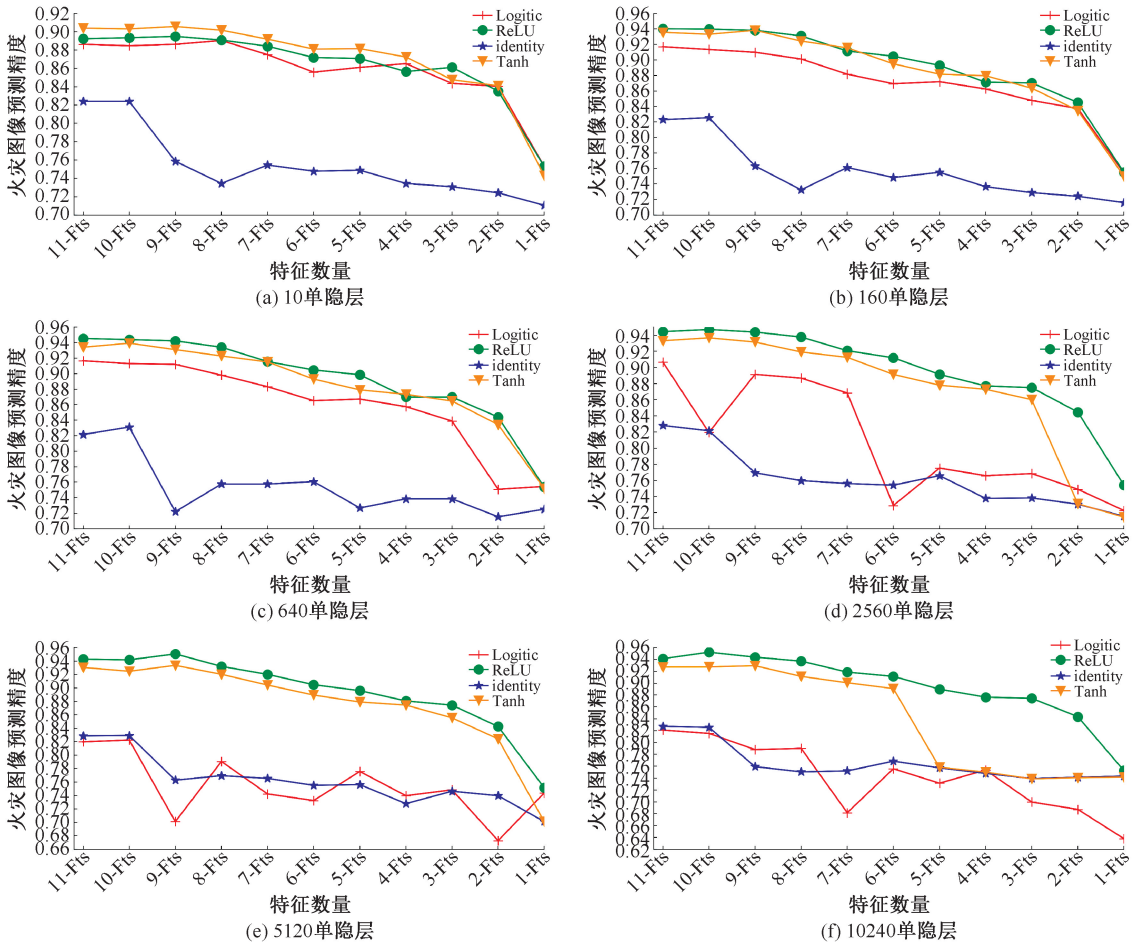 火灾图像预测精度
0.92
0.90
0.88
0.86
0.84
0.82
0.80
0.78
0.76
0.74
0.72
0.70
Logitic
ReLU
identity
Tanh
11-Fts
10-Fts
9-Fts
8-Fts
7-Fts
6-Fts
5-Fts
4-Fts
3-Fts
2-Fts
1-Fts
特征数量
(a) 10单隐层
火灾图像预测精度
0.96
0.94
0.92
0.90
0.88
0.86
0.84
0.82
0.80
0.78
0.76
0.74
0.72
0.70
Logitic
ReLU
identity
Tanh
11-Fts
10-Fts
9-Fts
8-Fts
7-Fts
6-Fts
5-Fts
4-Fts
3-Fts
2-Fts
1-Fts
特征数量
(b) 160单隐层
火灾图像预测精度
0.96
0.94
0.92
0.90
0.88
0.86
0.84
0.82
0.80
0.78
0.76
0.74
0.72
0.70
Logitic
ReLU
identity
Tanh
11-Fts
10-Fts
9-Fts
8-Fts
7-Fts
6-Fts
5-Fts
4-Fts
3-Fts
2-Fts
1-Fts
特征数量
(c) 640单隐层
火灾图像预测精度
0.94
0.92
0.90
0.88
0.86
0.84
0.82
0.80
0.78
0.76
0.74
0.72
0.70
Logitic
ReLU
identity
Tanh
11-Fts
10-Fts
9-Fts
8-Fts
7-Fts
6-Fts
5-Fts
4-Fts
3-Fts
2-Fts
1-Fts
特征数量
(d) 2560单隐层
火灾图像预测精度
0.96
0.94
0.92
0.90
0.88
0.86
0.84
0.82
0.80
0.78
0.76
0.74
0.72
0.70
0.68
0.66
Logitic
ReLU
identity
Tanh
11-Fts
10-Fts
9-Fts
8-Fts
7-Fts
6-Fts
5-Fts
4-Fts
3-Fts
2-Fts
1-Fts
特征数量
(e) 5120单隐层
火灾图像预测精度
0.96
0.94
0.92
0.90
0.88
0.86
0.84
0.82
0.80
0.78
0.76
0.74
0.72
0.70
0.68
0.66
0.64
0.62
Logitic
ReLU
identity
Tanh
11-Fts
10-Fts
9-Fts
8-Fts
7-Fts
6-Fts
5-Fts
4-Fts
3-Fts
2-Fts
1-Fts
特征数量
(f) 10240单隐层